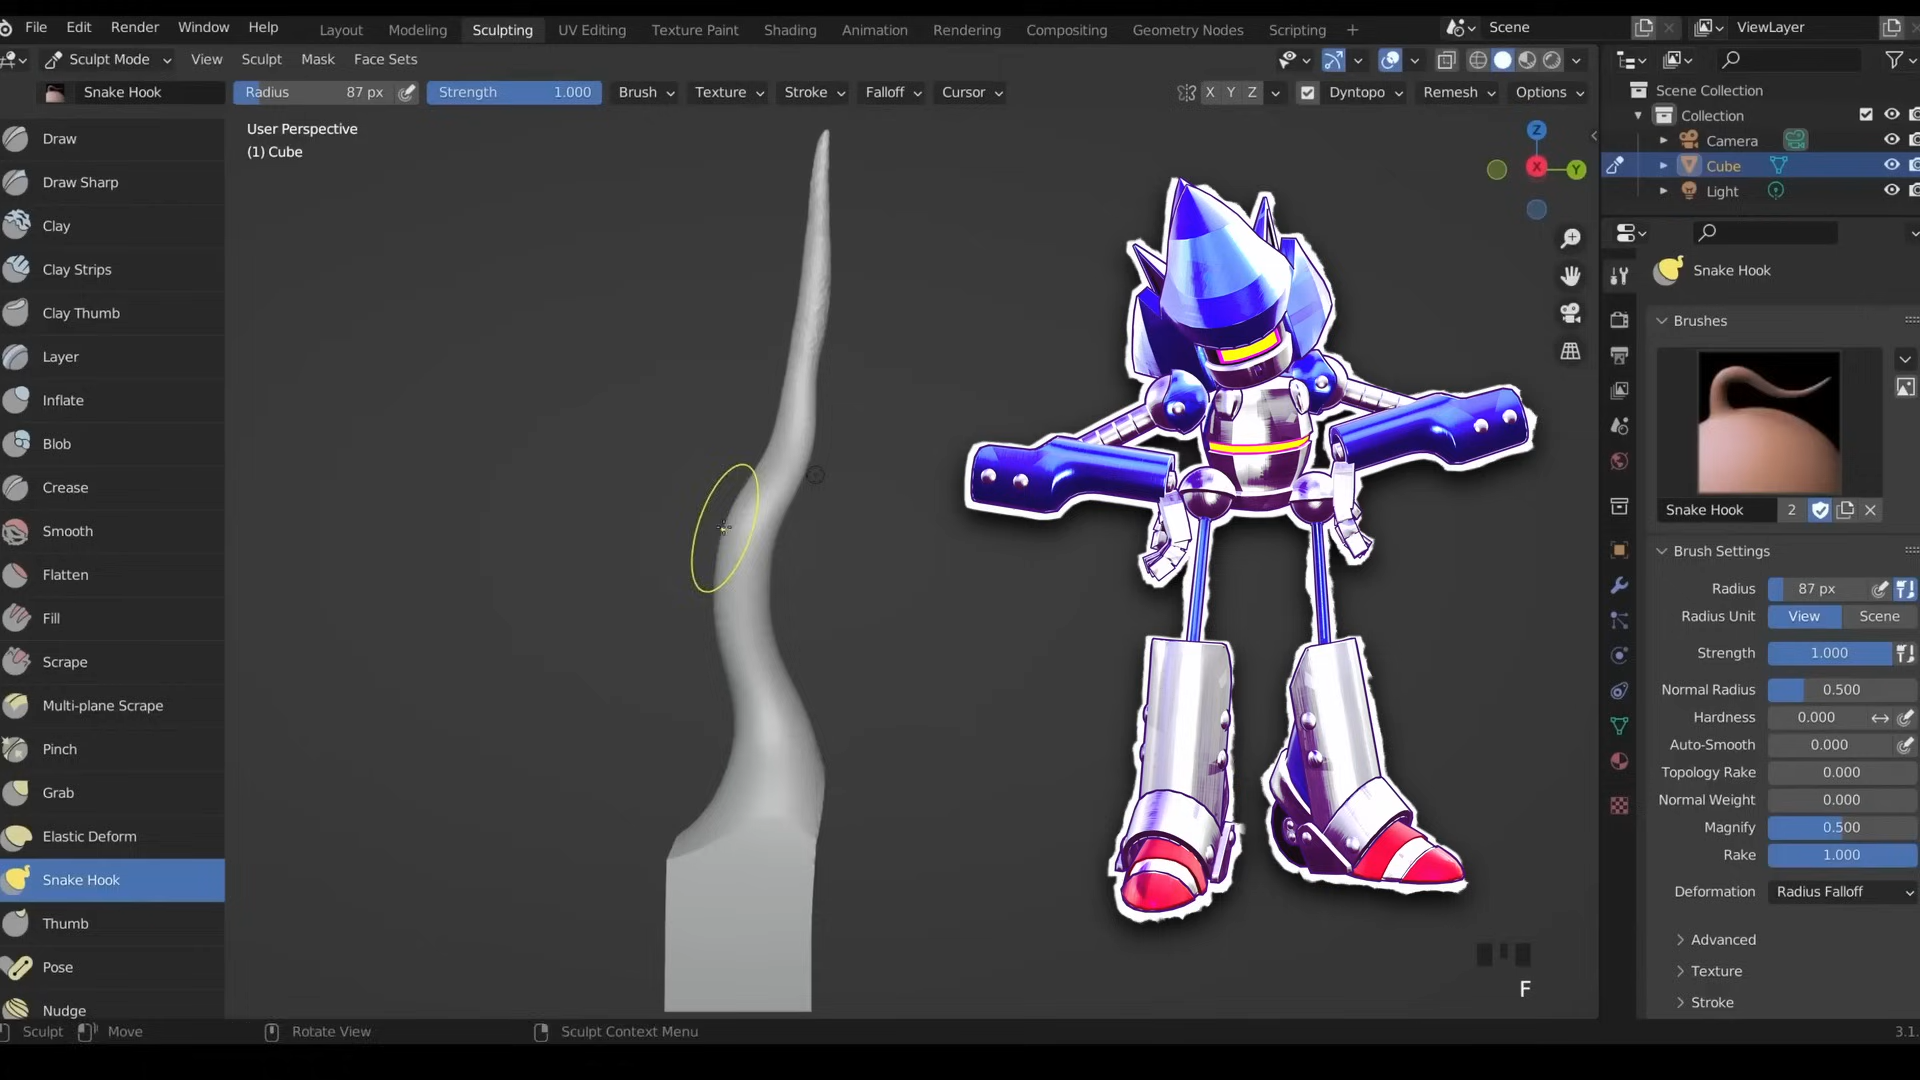 File Edit Render Window Help Layout Modeling Sculpting UV Editing Texture Paint Shading Animation Rendering Compositing Geometry Nodes Scripting + Scene ViewLayer
Sculpt Mode View Sculpt Mask Face Sets
Snake Hook Radius 87 px Strength 1.000 Brush Texture Stroke Falloff Cursor X Y Z Dyntopo Remesh Options
User Perspective
(1) Cube
Draw
Draw Sharp
Clay
Clay Strips
Clay Thumb
Layer
Inflate
Blob
Crease
Smooth
Flatten
Fill
Scrape
Multi-plane Scrape
Pinch
Grab
Elastic Deform
Snake Hook
Thumb
Pose
Nudge
Z
X
Y
F
Scene Collection
Collection
Camera
Cube
Light
Snake Hook
Brushes
Snake Hook 2
Brush Settings
Radius 87 px
Radius Unit View Scene
Strength 1.000
Normal Radius 0.500
Hardness 0.000
Auto-Smooth 0.000
Topology Rake 0.000
Normal Weight 0.000
Magnify 0.500
Rake 1.000
Deformation Radius Falloff
Advanced
Texture
Stroke
Sculpt Move Rotate View Sculpt Context Menu 3.1.